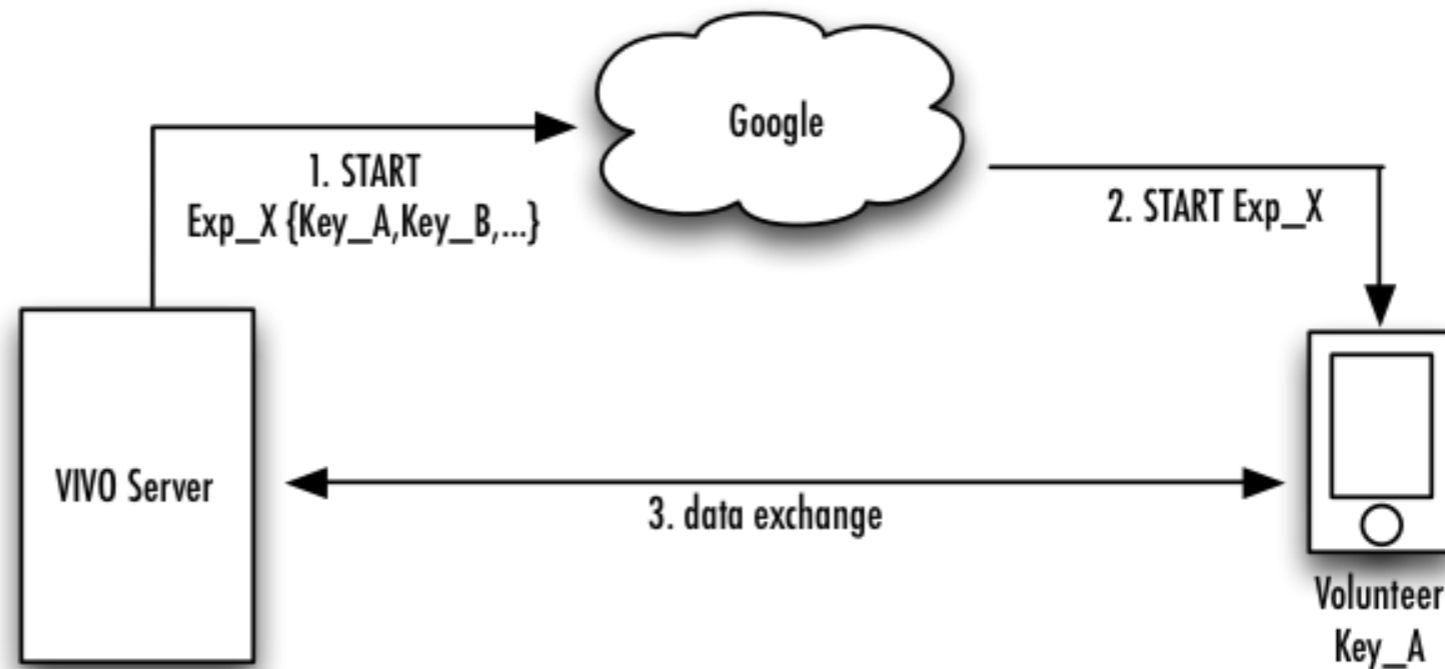 Google
1. START
Exp_X {Key_A,Key_B,...}
2. START Exp_X
VIVO Server
3. data exchange
Volunteer
Key_A